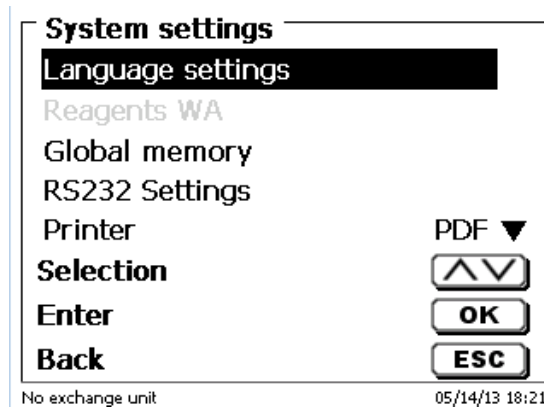 System settings
Language settings
Reagents WA
Global memory
RS232 Settings
Printer PDF ▼
Selection
Enter OK
Back ESC
No exchange unit 05/14/13 18:21